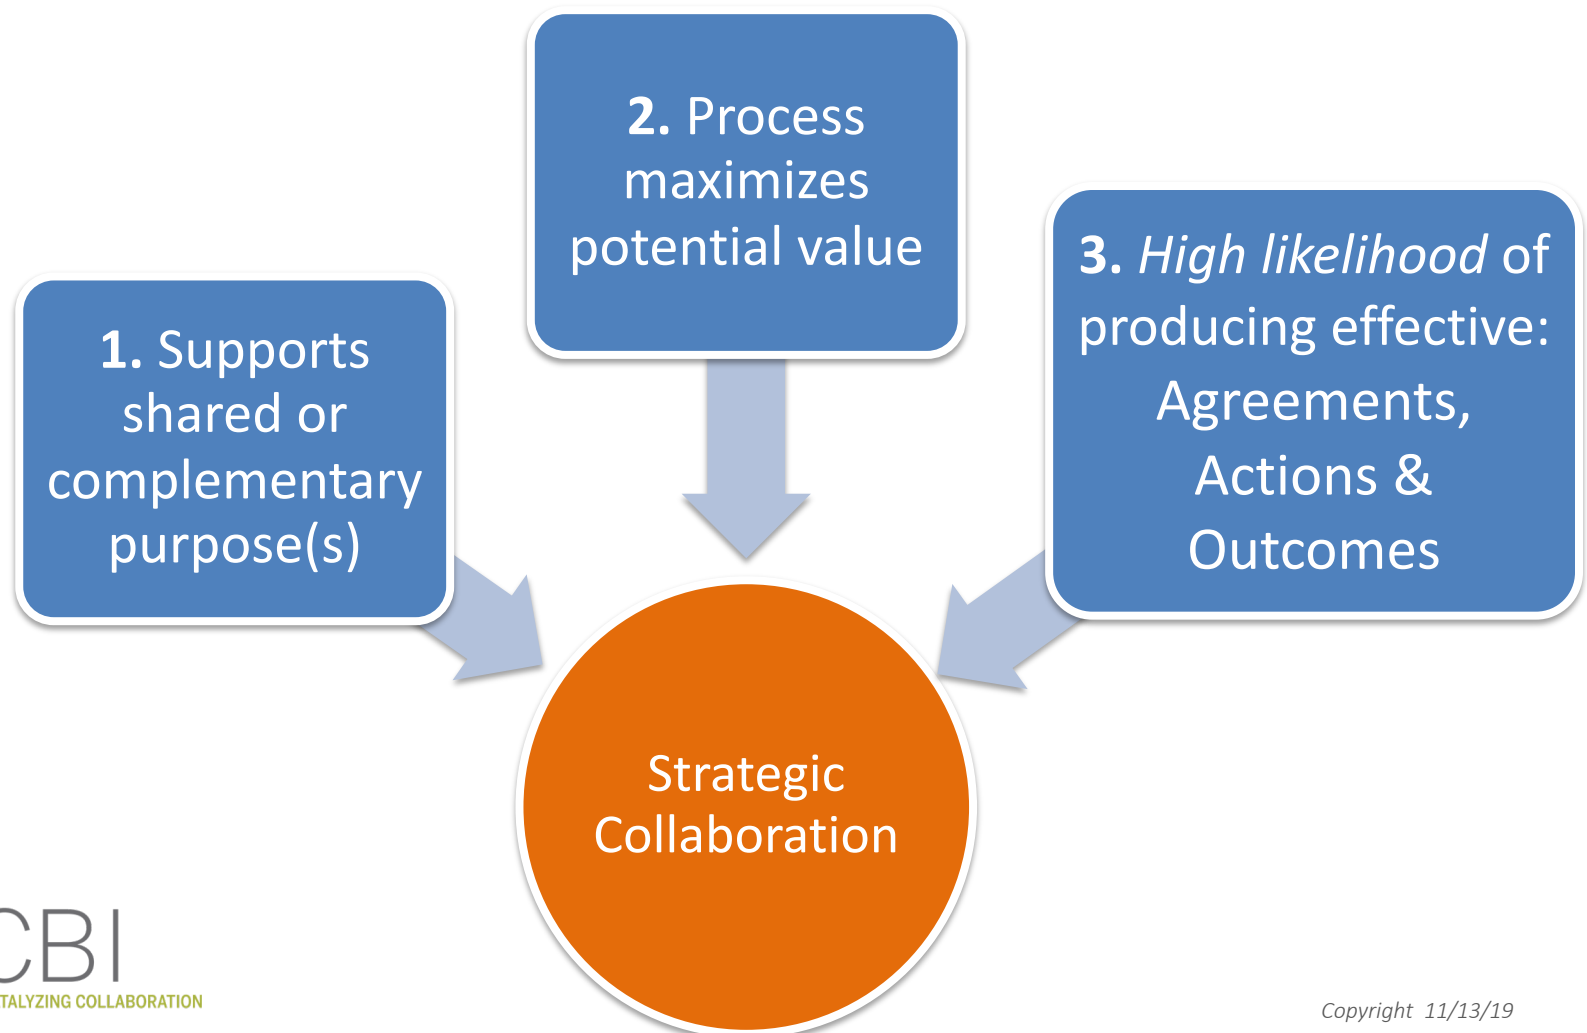 1. Supports
shared or
complementary
purpose(s)
2. Process
maximizes
potential value
3. High likelihood of
producing effective:
Agreements,
Actions &
Outcomes
Strategic
Collaboration
CBI
TALYZING COLLABORATION
Copyright 11/13/19